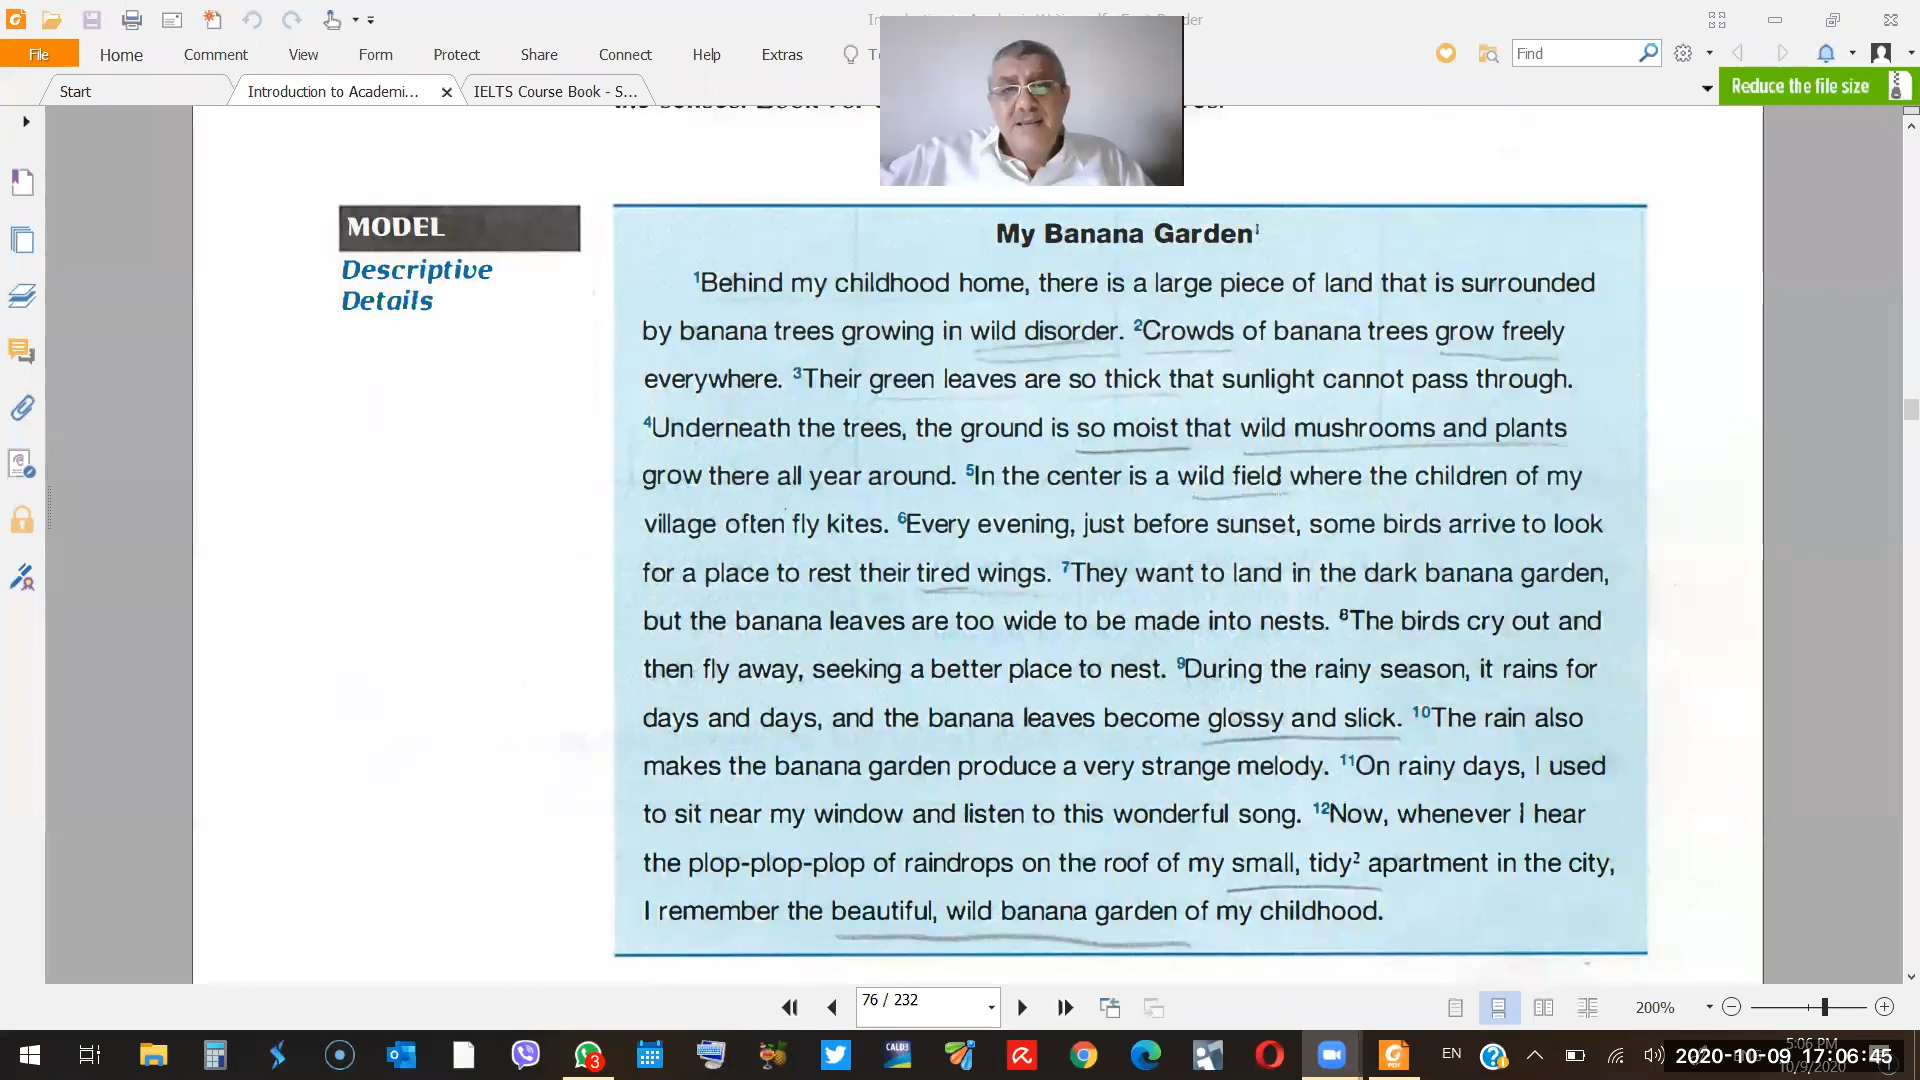 File
Home
Comment
View
Form
Protect
Share
Connect
Help
Extras
Find
Start
Introduction to Academi...
IELTS Course Book - S...
Reduce the file size
MODEL
Descriptive
Details
My Banana Garden¹
¹Behind my childhood home, there is a large piece of land that is surrounded
by banana trees growing in wild disorder. ²Crowds of banana trees grow freely
everywhere. ³Their green leaves are so thick that sunlight cannot pass through.
⁴Underneath the trees, the ground is so moist that wild mushrooms and plants
grow there all year around. ⁵In the center is a wild field where the children of my
village often fly kites. ⁶Every evening, just before sunset, some birds arrive to look
for a place to rest their tired wings. ⁷They want to land in the dark banana garden,
but the banana leaves are too wide to be made into nests. ⁸The birds cry out and
then fly away, seeking a better place to nest. ⁹During the rainy season, it rains for
days and days, and the banana leaves become glossy and slick. ¹⁰The rain also
makes the banana garden produce a very strange melody. ¹¹On rainy days, I used
to sit near my window and listen to this wonderful song. ¹²Now, whenever I hear
the plop-plop-plop of raindrops on the roof of my small, tidy² apartment in the city,
I remember the beautiful, wild banana garden of my childhood.
76 / 232
200%
CALD3
3
EN
5:06 PM
10/9/2020
2020-10-09 17:06:45